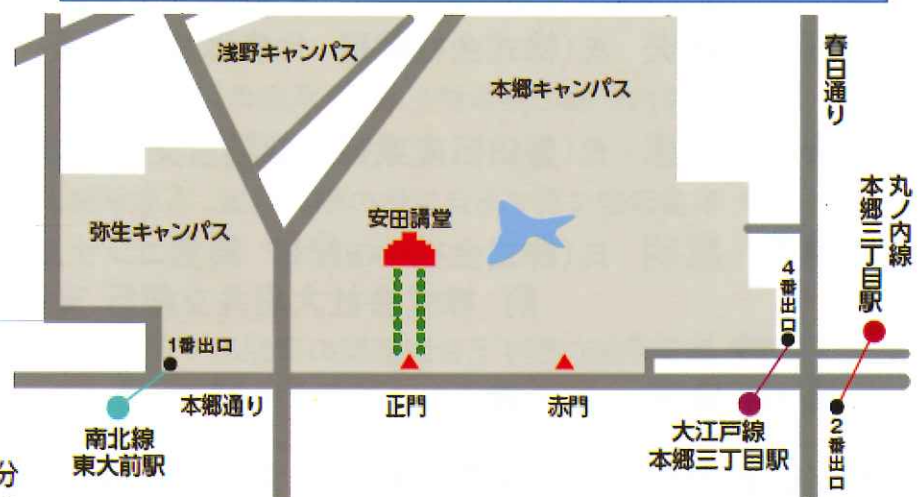 浅野キャンパス
本郷キャンパス
春日通り
丸ノ内線
本郷三丁目駅
弥生キャンパス
安田講堂
4番出口
1番出口
本郷通り
正門
赤門
南北線
東大前駅
大江戸線
本郷三丁目駅
2番出口
分